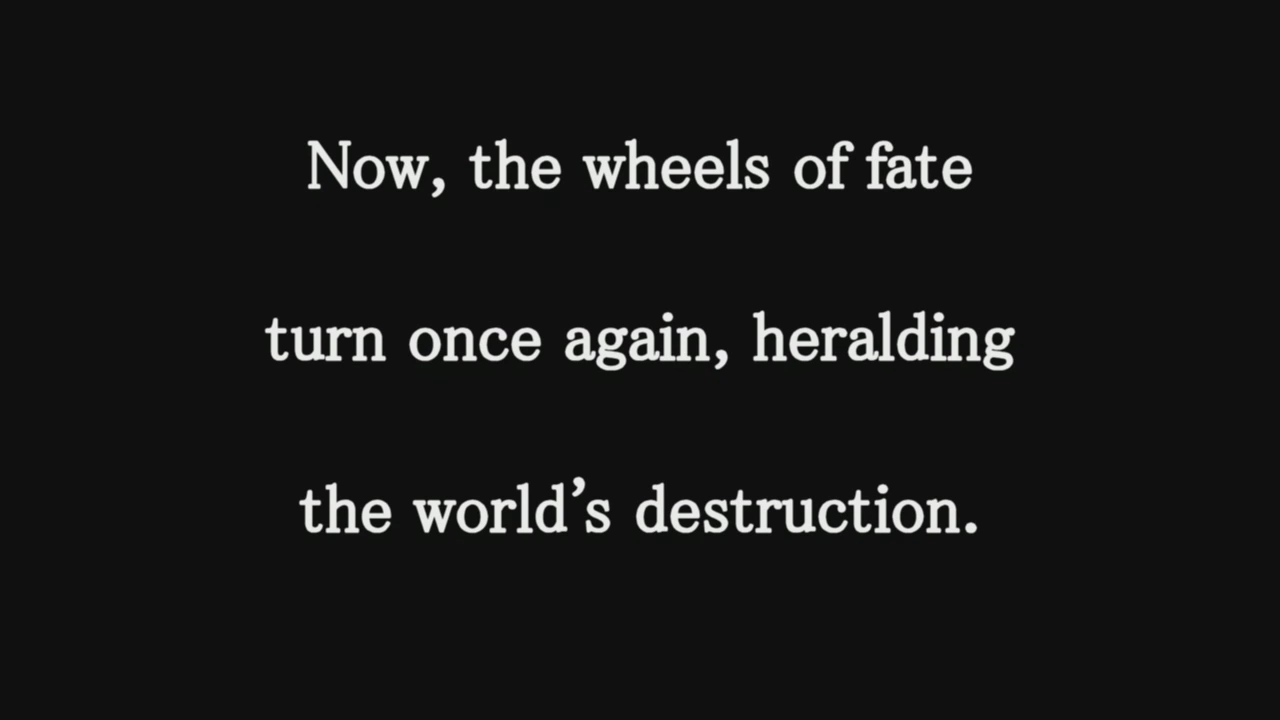 Now, the wheels of fate
turn once again, heralding
the world’s destruction.